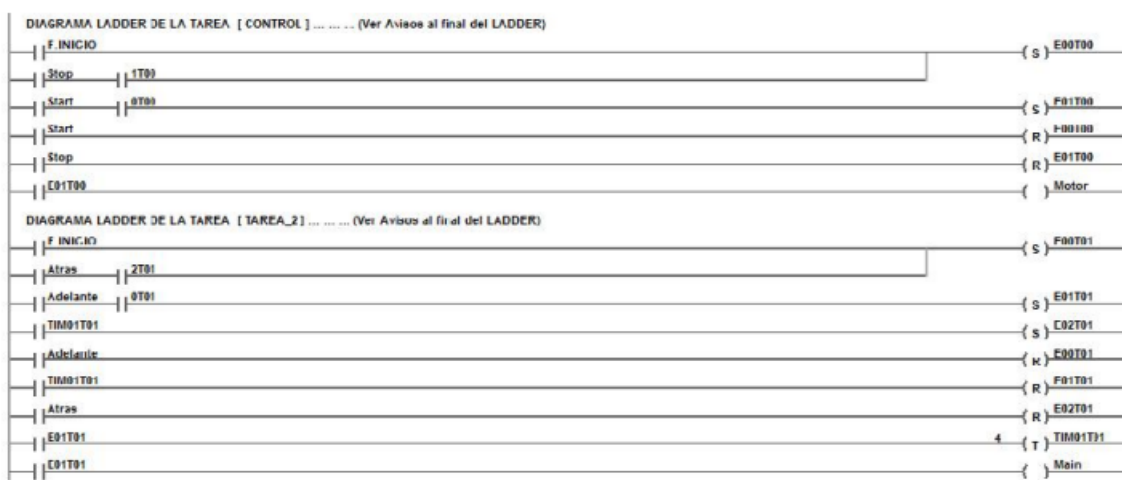 DIAGRAMA LADDER DE LA TAREA [ CONTROL ] ... ... ... (Ver Avisos al final del LADDER)
F.INICIO ( S ) E00T00
Stop 1T00
Start 0T00 ( S ) E01T00
Start ( R ) E00T00
Stop ( R ) E01T00
E01T00 ( ) Motor
DIAGRAMA LADDER DE LA TAREA [ TAREA_2 ] ... ... ... (Ver Avisos al final del LADDER)
F.INICIO ( S ) E00T01
Atras 2T01
Adelante 0T01 ( S ) E01T01
TIM01T01 ( S ) E02T01
Adelante ( R ) E00T01
TIM01T01 ( R ) E01T01
Atras ( R ) E02T01
E01T01 4 ( T ) TIM01T01
E01T01 ( ) Main